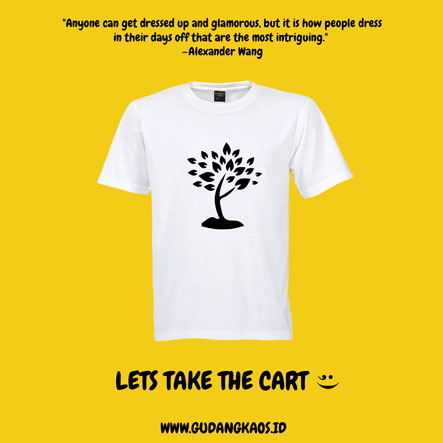 "Anyone can get dressed up and glamorous, but it is how people dress
in their days off that are the most intriguing."
-Alexander Wang
LETS TAKE THE CART
WWW.GUDANGKAOS.ID